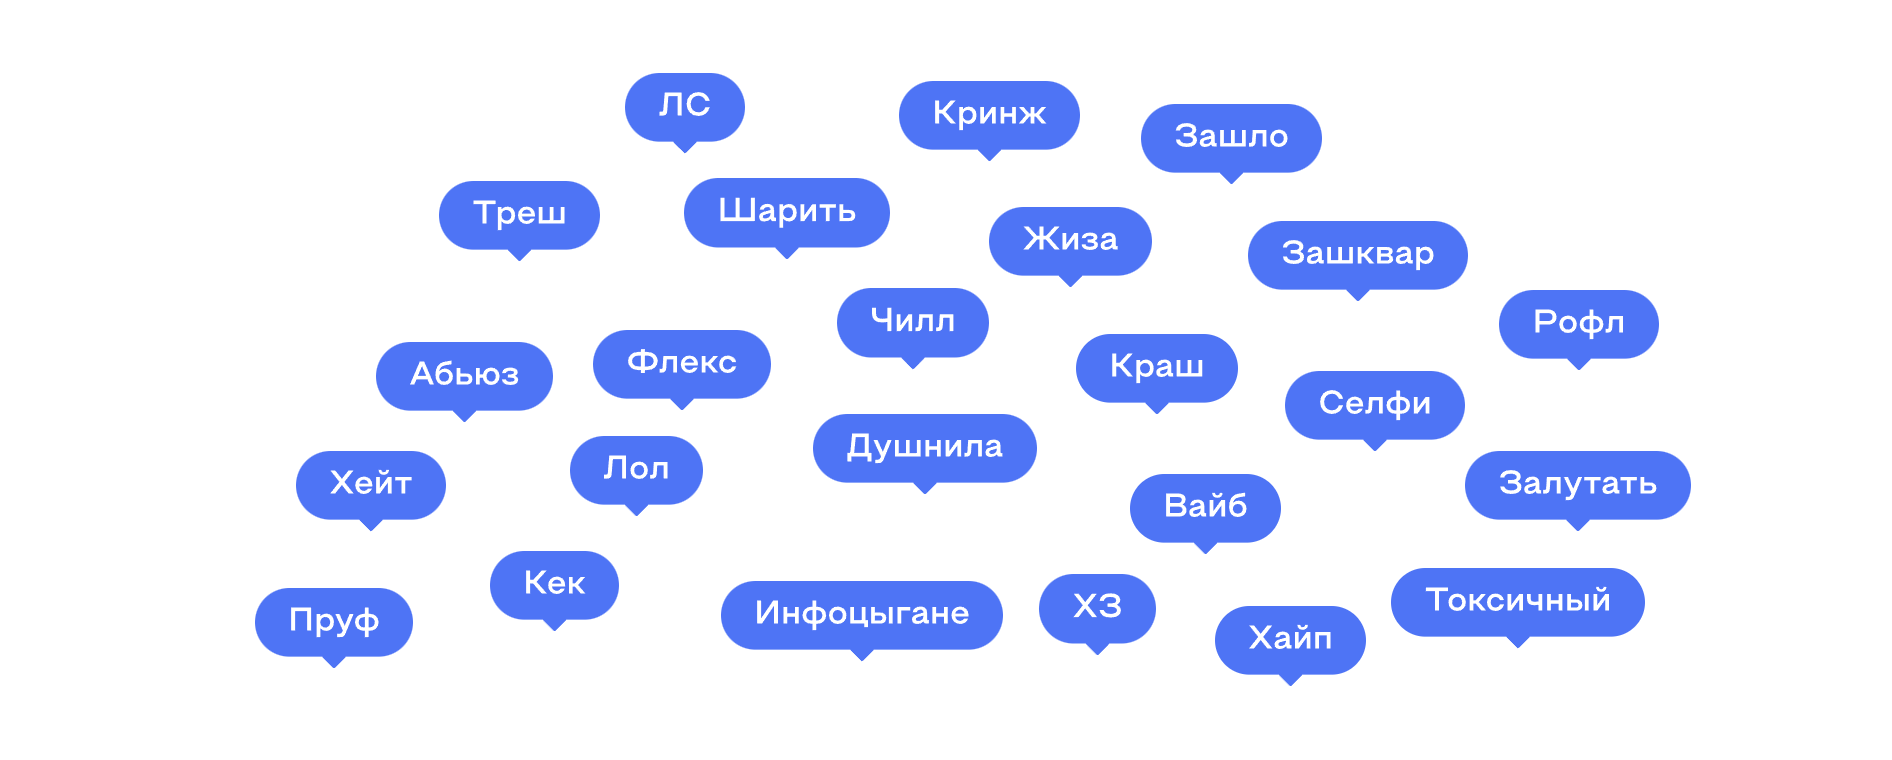 ЛС
Кринж
Зашло
Треш
Шарить
Жиза
Зашквар
Чилл
Рофл
Абьюз
Флекс
Краш
Селфи
Душнила
Хейт
Лол
Вайб
Залутать
Кек
Пруф
Инфоцыгане
ХЗ
Хайп
Токсичный